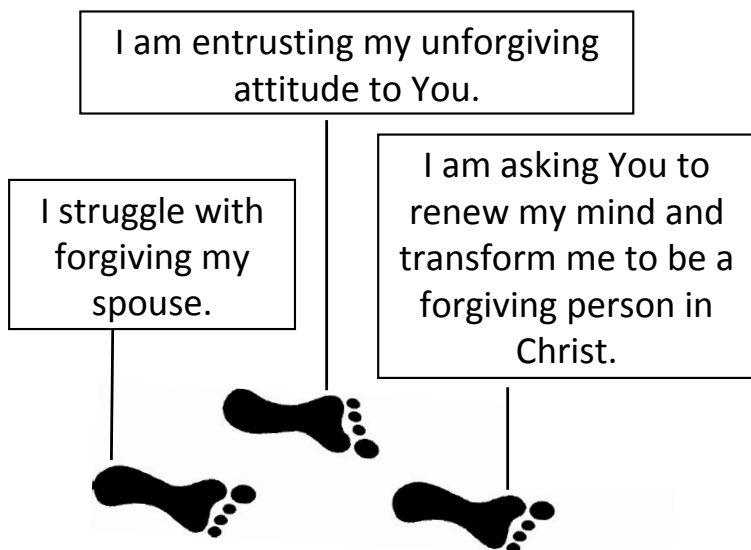 I am entrusting my unforgiving
attitude to You.
I struggle with
forgiving my
spouse.
I am asking You to
renew my mind and
transform me to be a
forgiving person in
Christ.